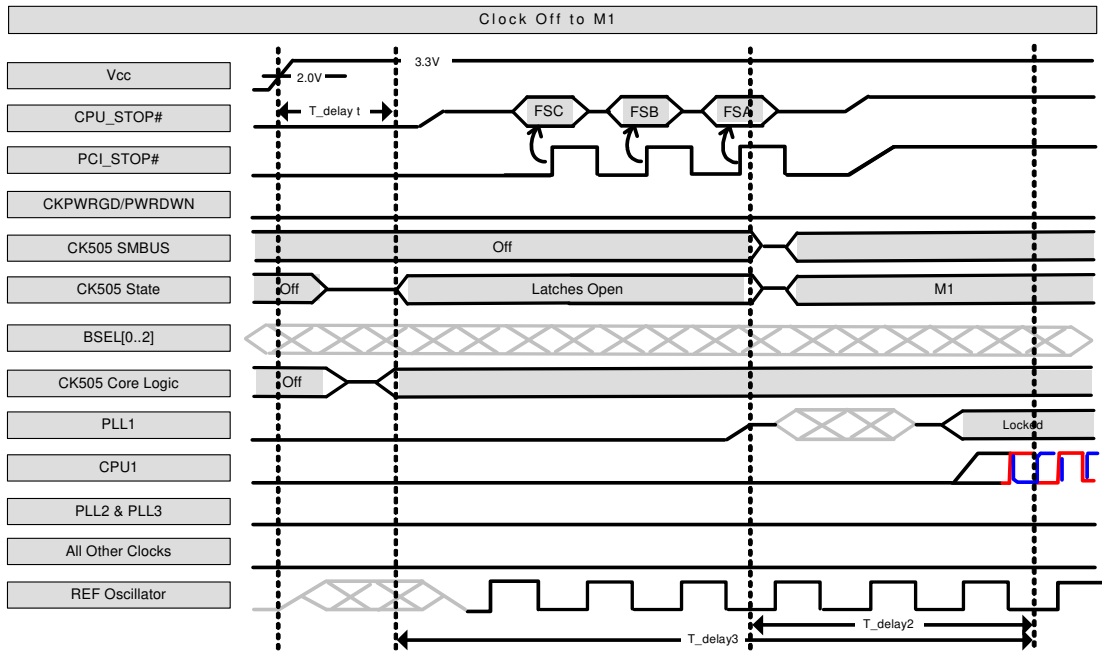 Clock Off to M1
Vcc
3.3V
2.0V
CPU_STOP#
T_delay t
FSC
FSB
FSA
PCI_STOP#
CKPWRGD/PWRDWN
CK505 SMBUS
Off
CK505 State
Off
Latches Open
M1
BSEL[0..2]
CK505 Core Logic
Off
PLL1
Locked
CPU1
PLL2 & PLL3
All Other Clocks
REF Oscillator
T_delay2
T_delay3